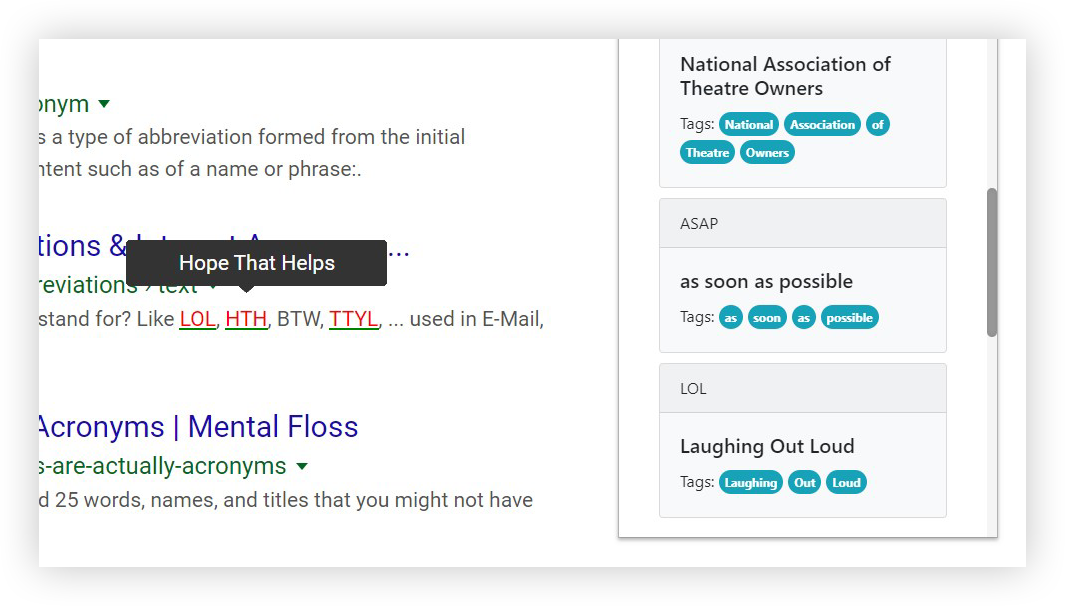 onym
s a type of abbreviation formed from the initial
ntent such as of a name or phrase:.
tions & Internet A ...
Hope That Helps
reviations › text
stand for? Like LOL, HTH, BTW, TTYL, ... used in E-Mail,
Acronyms | Mental Floss
s-are-actually-acronyms
d 25 words, names, and titles that you might not have
National Association of
Theatre Owners
Tags: National Association of
Theatre Owners
ASAP
as soon as possible
Tags: as soon as possible
LOL
Laughing Out Loud
Tags: Laughing Out Loud